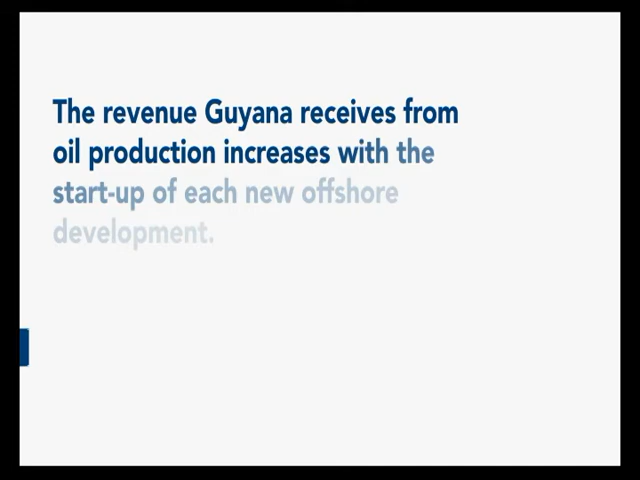 The revenue Guyana receives from
oil production increases with the
start-up of each new offshore
development.